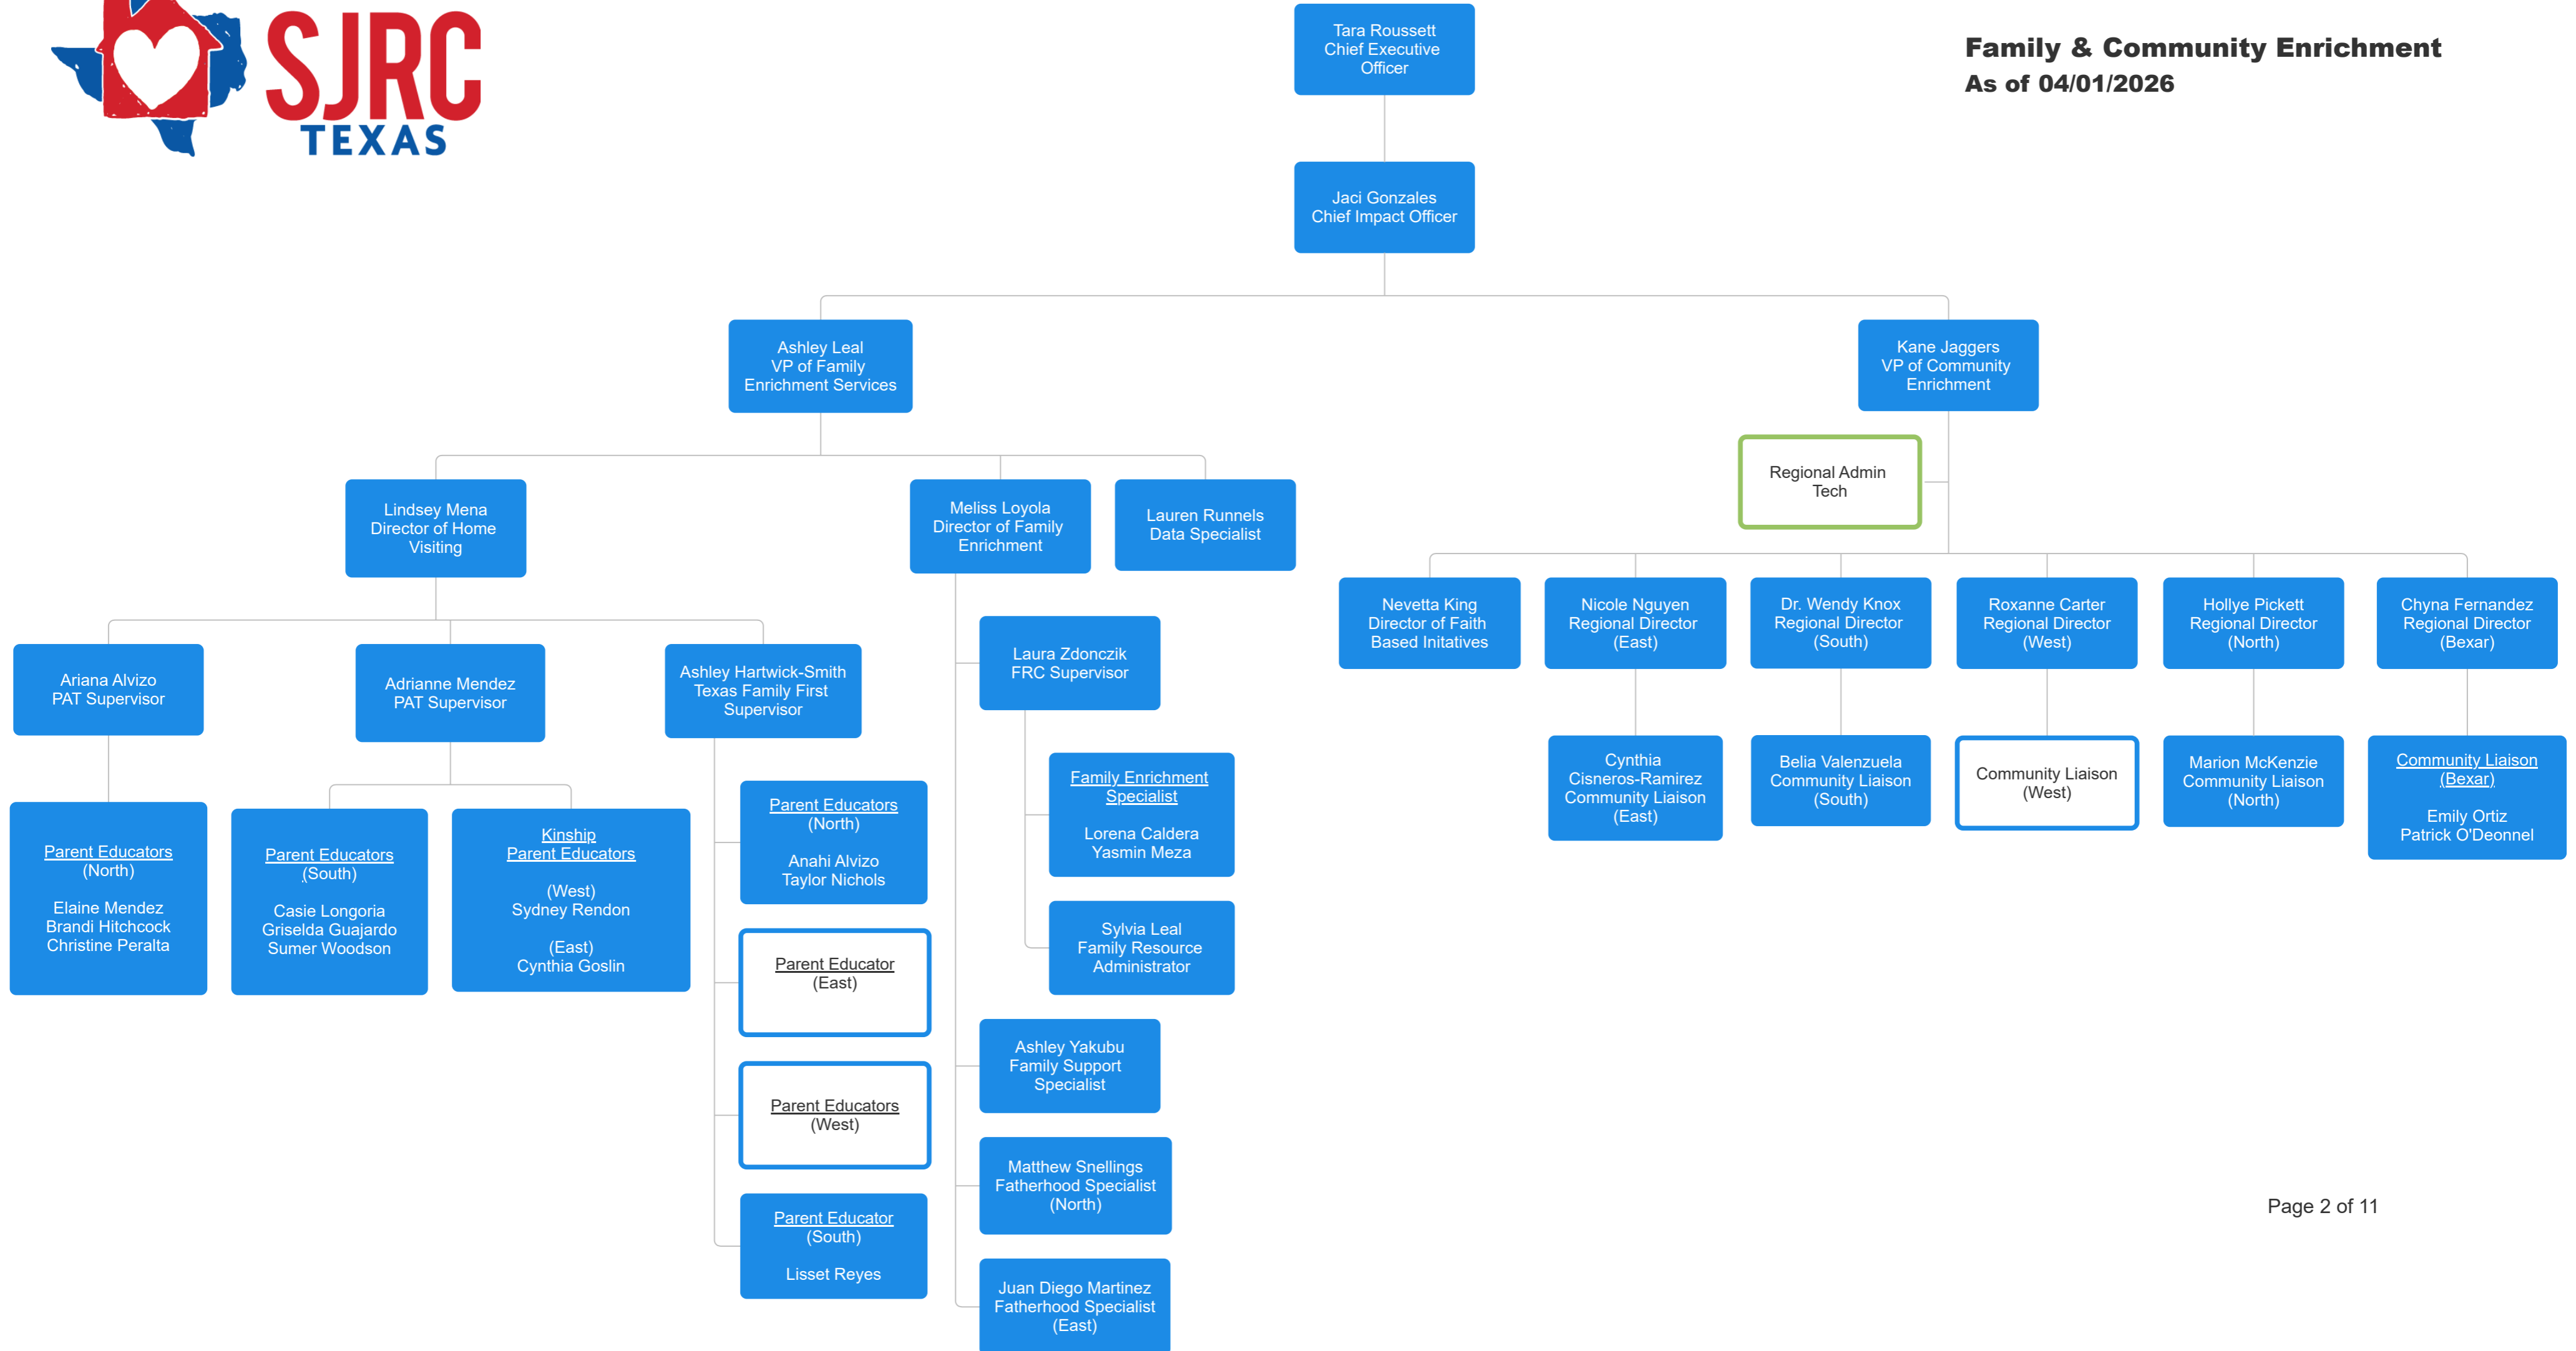 SJRC
TEXAS
Family & Community Enrichment
As of 04/01/2026
Tara Roussett
Chief Executive
Officer
Jaci Gonzales
Chief Impact Officer
Ashley Leal
VP of Family
Enrichment Services
Kane Jaggers
VP of Community
Enrichment
Regional Admin
Tech
Lindsey Mena
Director of Home
Visiting
Meliss Loyola
Director of Family
Enrichment
Lauren Runnels
Data Specialist
Nevetta King
Director of Faith
Based Initatives
Nicole Nguyen
Regional Director
(East)
Dr. Wendy Knox
Regional Director
(South)
Roxanne Carter
Regional Director
(West)
Hollye Pickett
Regional Director
(North)
Chyna Fernandez
Regional Director
(Bexar)
Ariana Alvizo
PAT Supervisor
Adrianne Mendez
PAT Supervisor
Ashley Hartwick-Smith
Texas Family First
Supervisor
Laura Zdonczik
FRC Supervisor
Cynthia
Cisneros-Ramirez
Community Liaison
(East)
Belia Valenzuela
Community Liaison
(South)
Community Liaison
(West)
Marion McKenzie
Community Liaison
(North)
Community Liaison
(Bexar)
Emily Ortiz
Patrick O'Deonnel
Parent Educators
(North)
Elaine Mendez
Brandi Hitchcock
Christine Peralta
Parent Educators
(South)
Casie Longoria
Griselda Guajardo
Sumer Woodson
Kinship
Parent Educators
(West)
Sydney Rendon
(East)
Cynthia Goslin
Parent Educators
(North)
Anahi Alvizo
Taylor Nichols
Parent Educator
(East)
Parent Educators
(West)
Parent Educator
(South)
Lisset Reyes
Family Enrichment
Specialist
Lorena Caldera
Yasmin Meza
Sylvia Leal
Family Resource
Administrator
Ashley Yakubu
Family Support
Specialist
Matthew Snellings
Fatherhood Specialist
(North)
Juan Diego Martinez
Fatherhood Specialist
(East)
Page 2 of 11